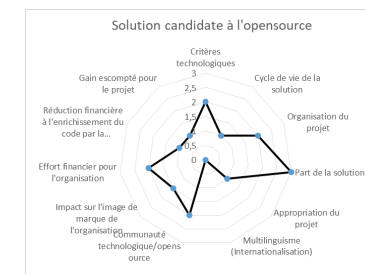 Solution candidate à l'opensource
Critères
technologiques
Cycle de vie de la
solution
Organisation du
projet
Part de la solution
Appropriation du
projet
Multilinguisme
(Internationalisation)
Communauté
technologique/opens
ource
Impact sur l'image de
marque de
l'organisation
Effort financier pour
l'organisation
Réduction financière
à l'enrichissement du
code par la...
Gain escompté pour
le projet
3
2,5
2
1,5
1
0,5
0